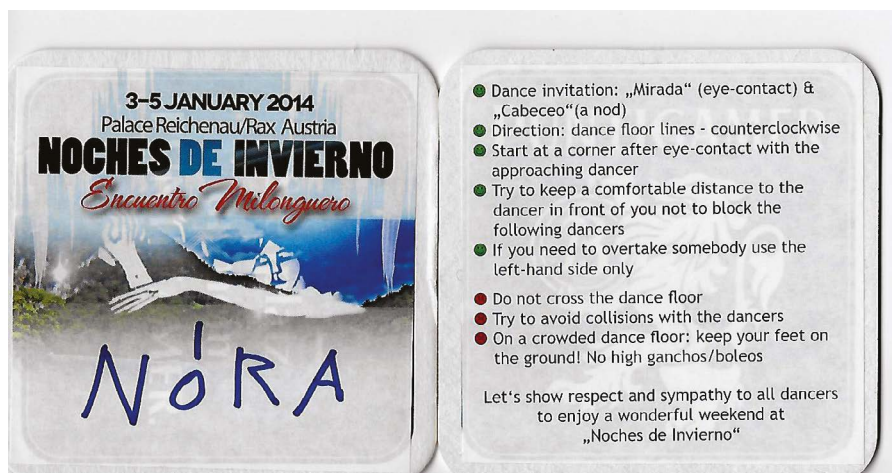 3-5 JANUARY 2014
Palace Reichenau/Rax Austria
NOCHES DE INVIERNO
Encuentro Milonguero
NÓRA
Dance invitation: „Mirada“ (eye-contact) &
„Cabeceo“(a nod)
Direction: dance floor lines - counterclockwise
Start at a corner after eye-contact with the
approaching dancer
Try to keep a comfortable distance to the
dancer in front of you not to block the
following dancers
If you need to overtake somebody use the
left-hand side only
Do not cross the dance floor
Try to avoid collisions with the dancers
On a crowded dance floor: keep your feet on
the ground! No high ganchos/boleos
Let‘s show respect and sympathy to all dancers
to enjoy a wonderful weekend at
„Noches de Invierno“